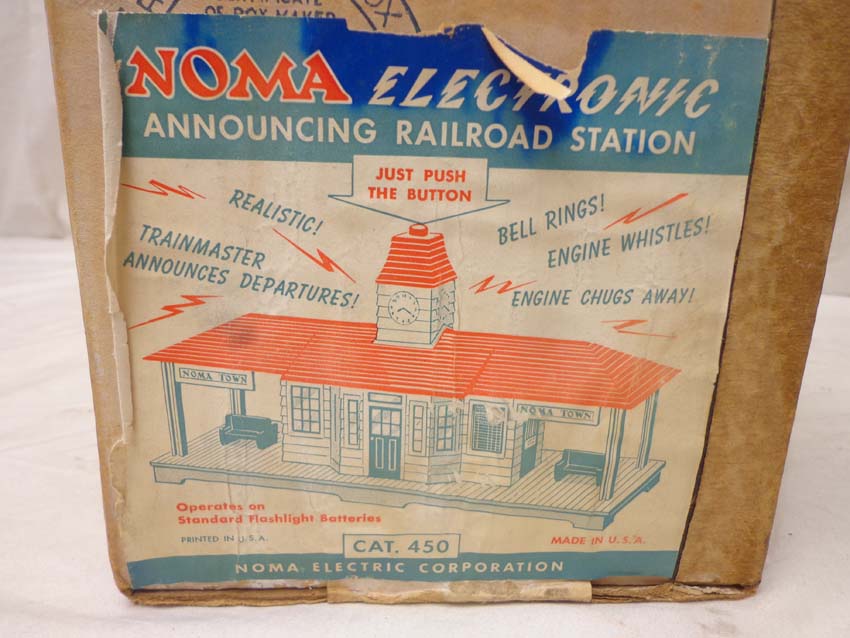 OF BOX MAKER
NOMA ELECTRONIC
ANNOUNCING RAILROAD STATION
JUST PUSH
THE BUTTON
REALISTIC!
TRAINMASTER
ANNOUNCES DEPARTURES!
BELL RINGS!
ENGINE WHISTLES!
ENGINE CHUGS AWAY!
NOMA TOWN
NOMA TOWN
Operates on
Standard Flashlight Batteries
PRINTED IN U.S.A.
CAT. 450
MADE IN U.S.A.
NOMA ELECTRIC CORPORATION